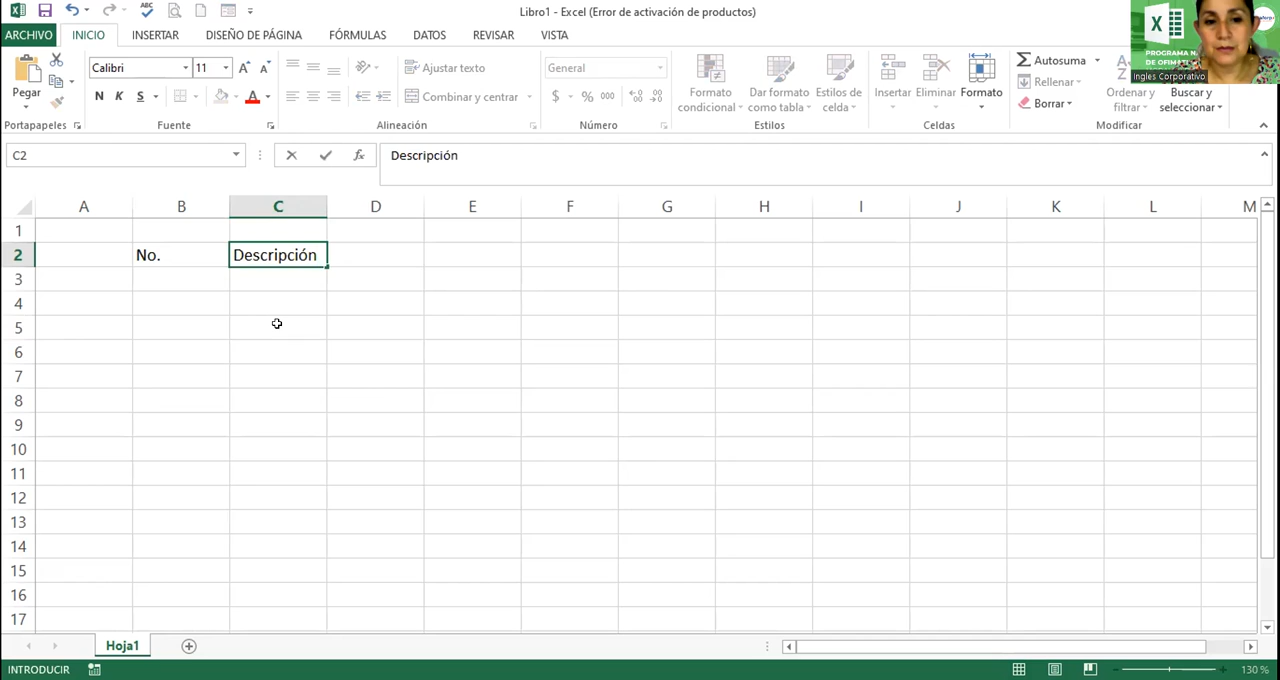 Libro1 - Excel (Error de activación de productos)
ARCHIVO INICIO INSERTAR DISEÑO DE PÁGINA FÓRMULAS DATOS REVISAR VISTA
PROGRAMA N
DE OFIMÁTI
Ingles Corporativo
Pegar
Calibri 11
N K S
Ajustar texto
Combinar y centrar
General
$ % 000
Formato condicional
Dar formato como tabla
Estilos de celda
Insertar Eliminar Formato
Autosuma
Rellenar
Borrar
Ordenar y filtrar
Buscar y seleccionar
Portapapeles Fuente Alineación Número Estilos Celdas Modificar
C2 fx Descripción
A B C D E F G H I J K L M
1
2 No. Descripción
3
4
5
6
7
8
9
10
11
12
13
14
15
16
17
Hoja1
INTRODUCIR 130 %